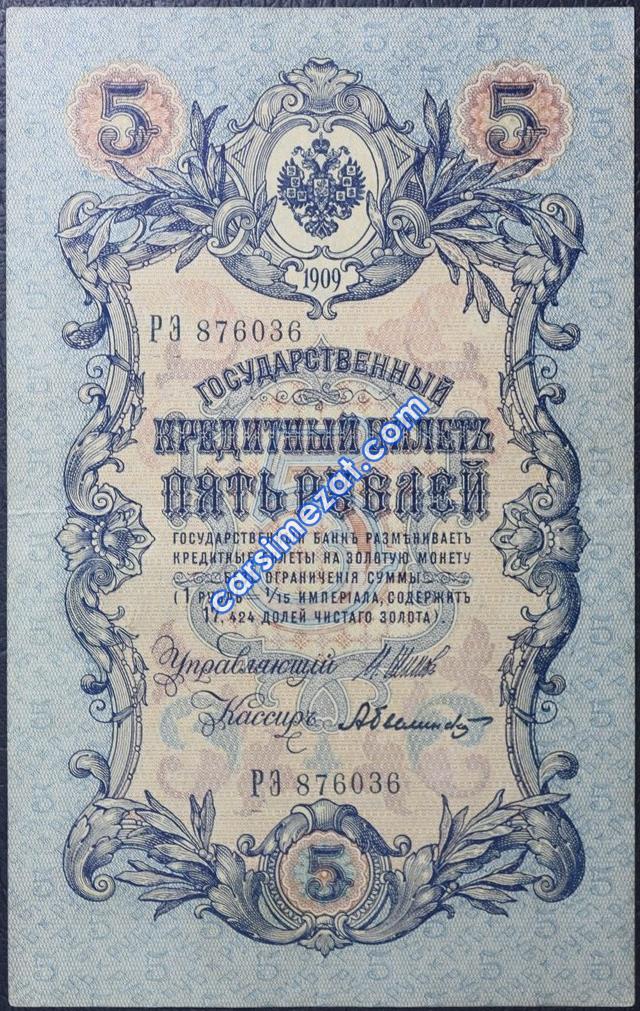 5 5
1909
РЭ 876036
ГОСУДАРСТВЕННЫЙ
КРЕДИТНЫЙ БИЛЕТЪ
ПЯТЬ РУБЛЕЙ
ГОСУДАРСТВЕННЫЙ БАНКЪ РАЗМѢНИВАЕТЪ
КРЕДИТНЫЕ БИЛЕТЫ НА ЗОЛОТУЮ МОНЕТУ
БЕЗЪ ОГРАНИЧЕНІЯ СУММЫ
(1 РУБЛЬ = 1/15 ИМПЕРІАЛА, СОДЕРЖИТЪ
17,424 ДОЛЕЙ ЧИСТАГО ЗОЛОТА).
Управляющій
Кассиръ
РЭ 876036
5
carsimezat.com